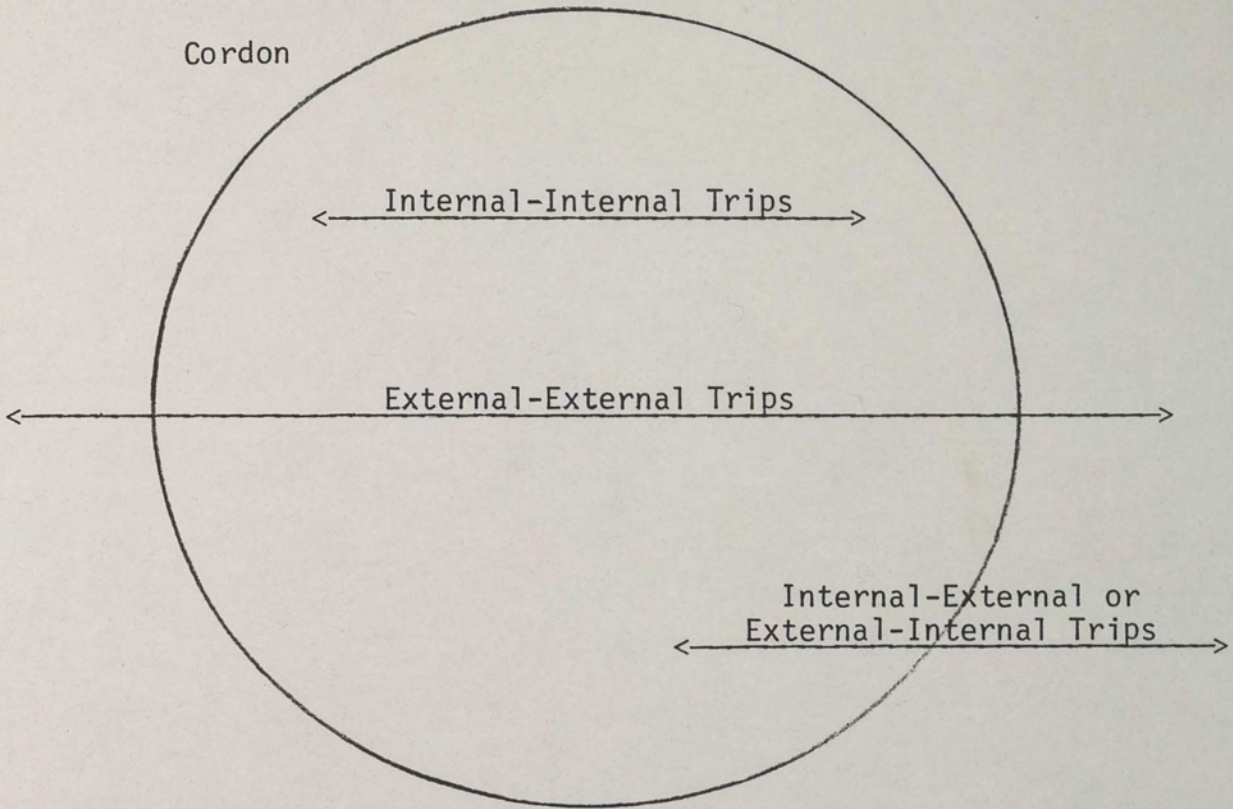 Cordon
Internal-Internal Trips
External-External Trips
Internal-External or
External-Internal Trips